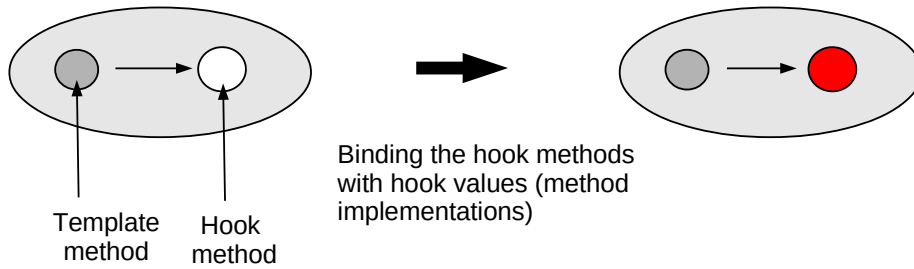 Binding the hook methods
with hook values (method
implementations)
Template
method
Hook
method